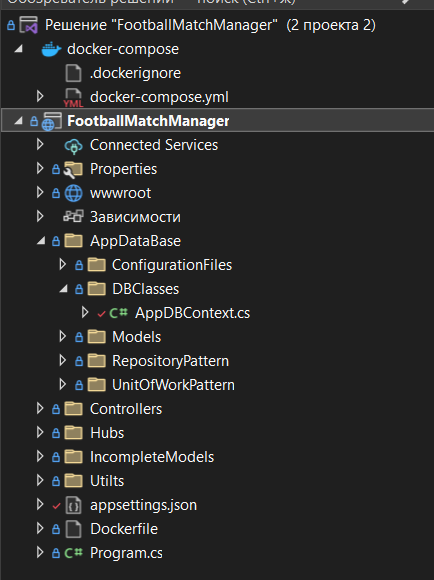 Решение "FootballMatchManager" (2 проекта 2)
docker-compose
.dockerignore
YML docker-compose.yml
FootballMatchManager
Connected Services
Properties
wwwroot
Зависимости
AppDataBase
ConfigurationFiles
DBClasses
C# AppDBContext.cs
Models
RepositoryPattern
UnitOfWorkPattern
Controllers
Hubs
IncompleteModels
Utilts
appsettings.json
Dockerfile
C# Program.cs